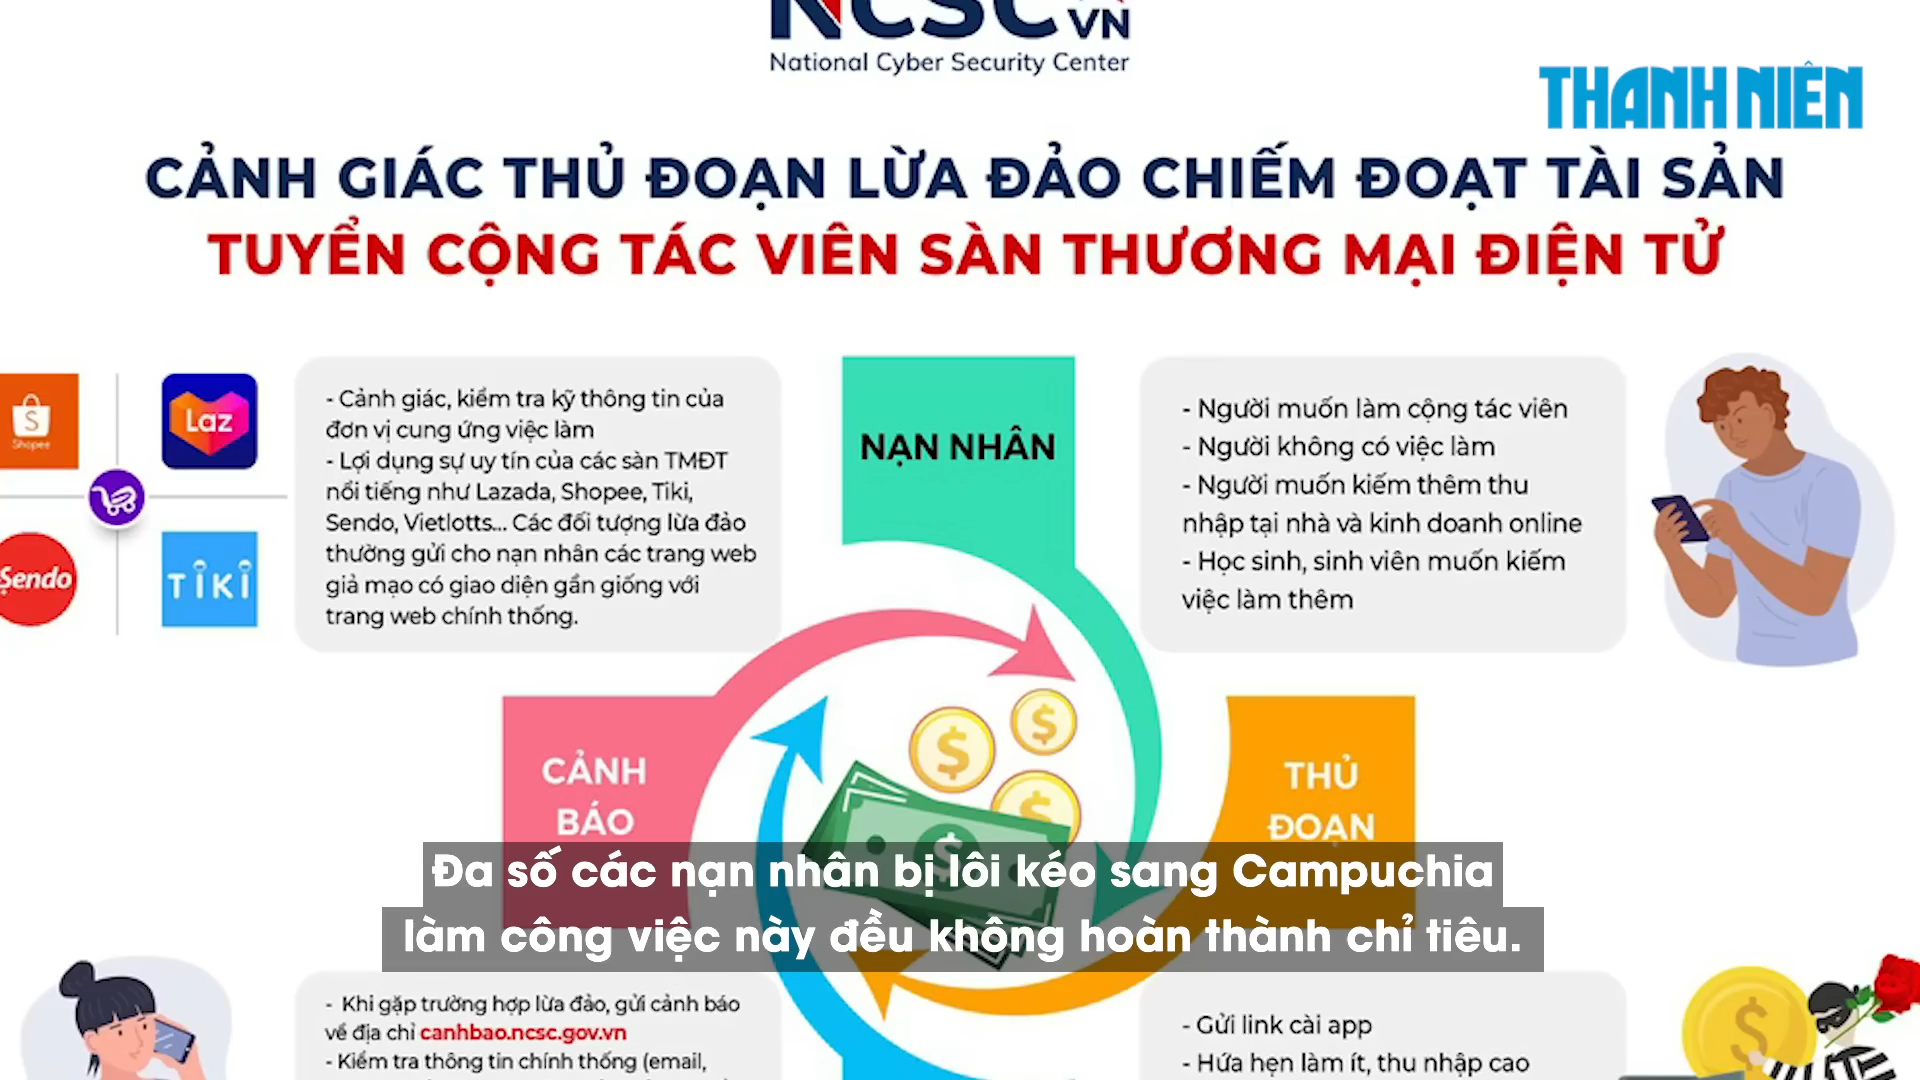 NCSC VN
National Cyber Security Center
THANH NIÊN
CẢNH GIÁC THỦ ĐOẠN LỪA ĐẢO CHIẾM ĐOẠT TÀI SẢN
TUYỂN CỘNG TÁC VIÊN SÀN THƯƠNG MẠI ĐIỆN TỬ
Shopee
Laz
Sendo
TIKI
- Cảnh giác, kiểm tra kỹ thông tin của
đơn vị cung ứng việc làm
- Lợi dụng sự uy tín của các sàn TMĐT
nổi tiếng như Lazada, Shopee, Tiki,
Sendo, Vietlotts... Các đối tượng lừa đảo
thường gửi cho nạn nhân các trang web
giả mạo có giao diện gần giống với
trang web chính thống.
NẠN NHÂN
- Người muốn làm cộng tác viên
- Người không có việc làm
- Người muốn kiếm thêm thu
nhập tại nhà và kinh doanh online
- Học sinh, sinh viên muốn kiếm
việc làm thêm
CẢNH
BÁO
THỦ
ĐOẠN
Đa số các nạn nhân bị lôi kéo sang Campuchia
làm công việc này đều không hoàn thành chỉ tiêu.
- Khi gặp trường hợp lừa đảo, gửi cảnh báo
về địa chỉ canhbao.ncsc.gov.vn
- Kiểm tra thông tin chính thống (email,
- Gửi link cài app
- Hứa hẹn làm ít, thu nhập cao